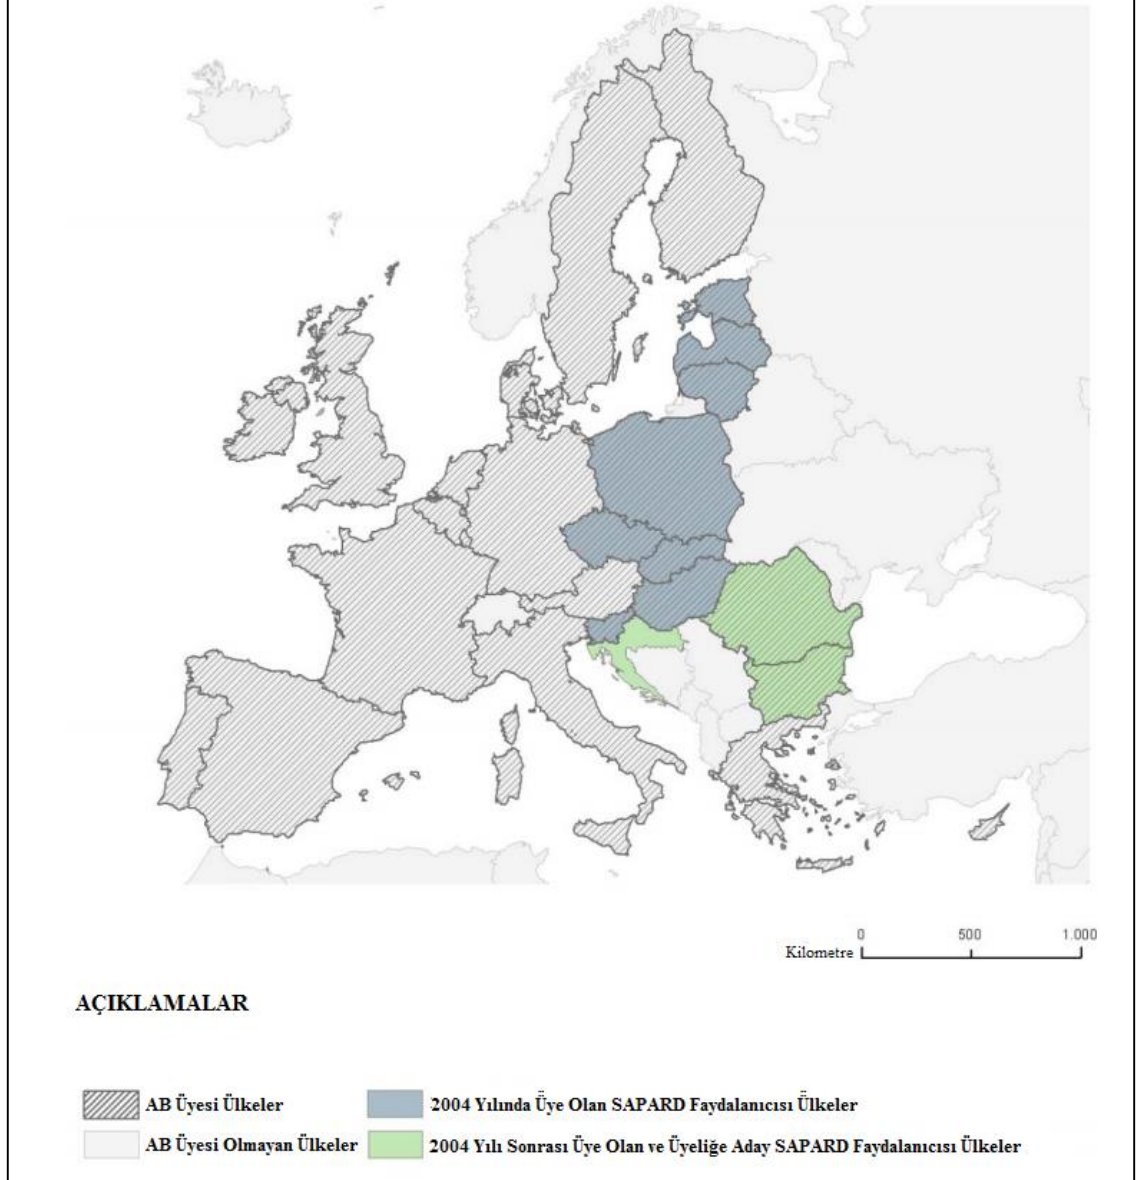 0 500 1.000
Kilometre
AÇIKLAMALAR
AB Üyesi Ülkeler
2004 Yılında Üye Olan SAPARD Faydalanıcısı Ülkeler
AB Üyesi Olmayan Ülkeler
2004 Yılı Sonrası Üye Olan ve Üyeliğe Aday SAPARD Faydalanıcısı Ülkeler